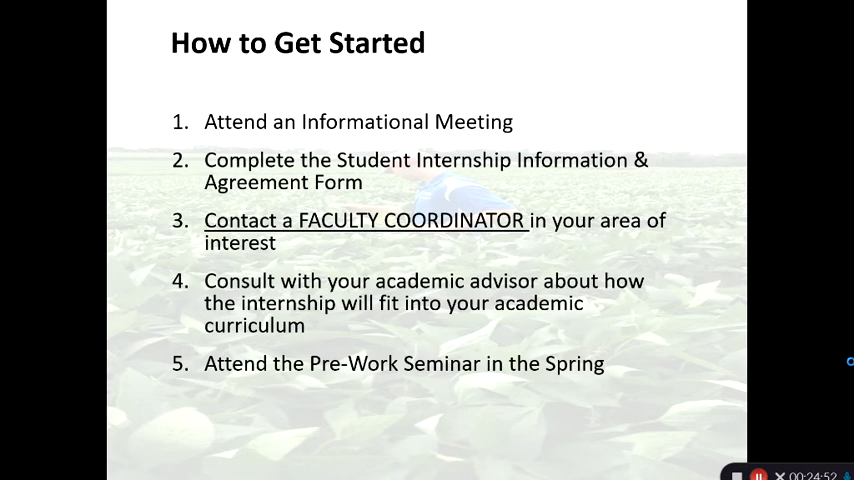 How to Get Started
1. Attend an Informational Meeting
2. Complete the Student Internship Information &
Agreement Form
3. Contact a FACULTY COORDINATOR in your area of
interest
4. Consult with your academic advisor about how
the internship will fit into your academic
curriculum
5. Attend the Pre-Work Seminar in the Spring
00:24:52